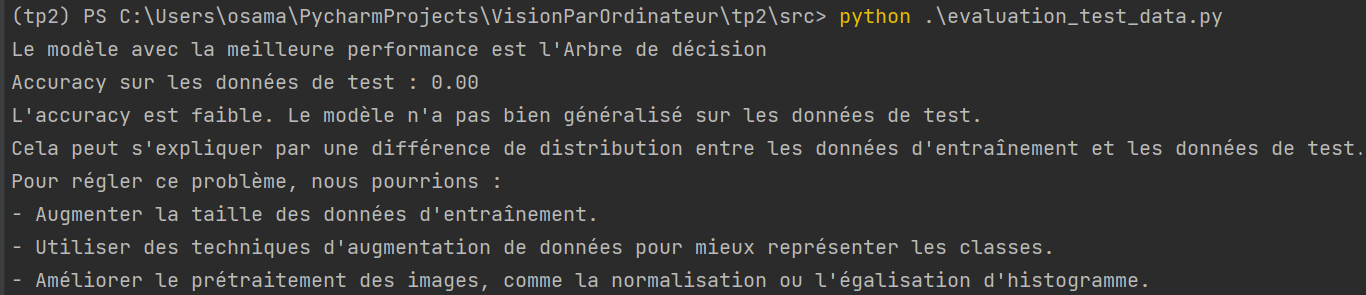 (tp2) PS C:\Users\osama\PycharmProjects\VisionParOrdinateur\tp2\src> python .\evaluation_test_data.py
Le modèle avec la meilleure performance est l'Arbre de décision
Accuracy sur les données de test : 0.00
L'accuracy est faible. Le modèle n'a pas bien généralisé sur les données de test.
Cela peut s'expliquer par une différence de distribution entre les données d'entraînement et les données de test.
Pour régler ce problème, nous pourrions :
- Augmenter la taille des données d'entraînement.
- Utiliser des techniques d'augmentation de données pour mieux représenter les classes.
- Améliorer le prétraitement des images, comme la normalisation ou l'égalisation d'histogramme.